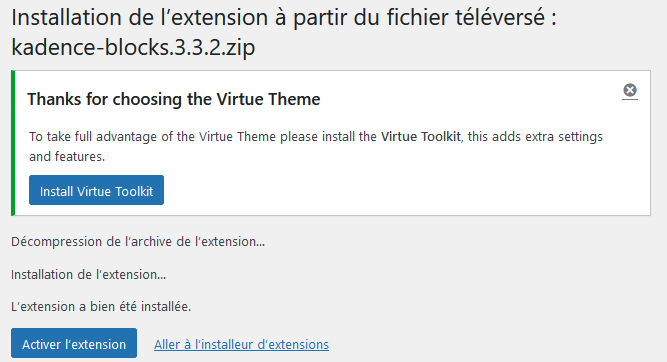 Installation de l’extension à partir du fichier téléversé :
kadence-blocks.3.3.2.zip
Thanks for choosing the Virtue Theme
To take full advantage of the Virtue Theme please install the Virtue Toolkit, this adds extra settings
and features.
Install Virtue Toolkit
Décompression de l’archive de l’extension…
Installation de l’extension…
L’extension a bien été installée.
Activer l’extension
Aller à l’installeur d’extensions